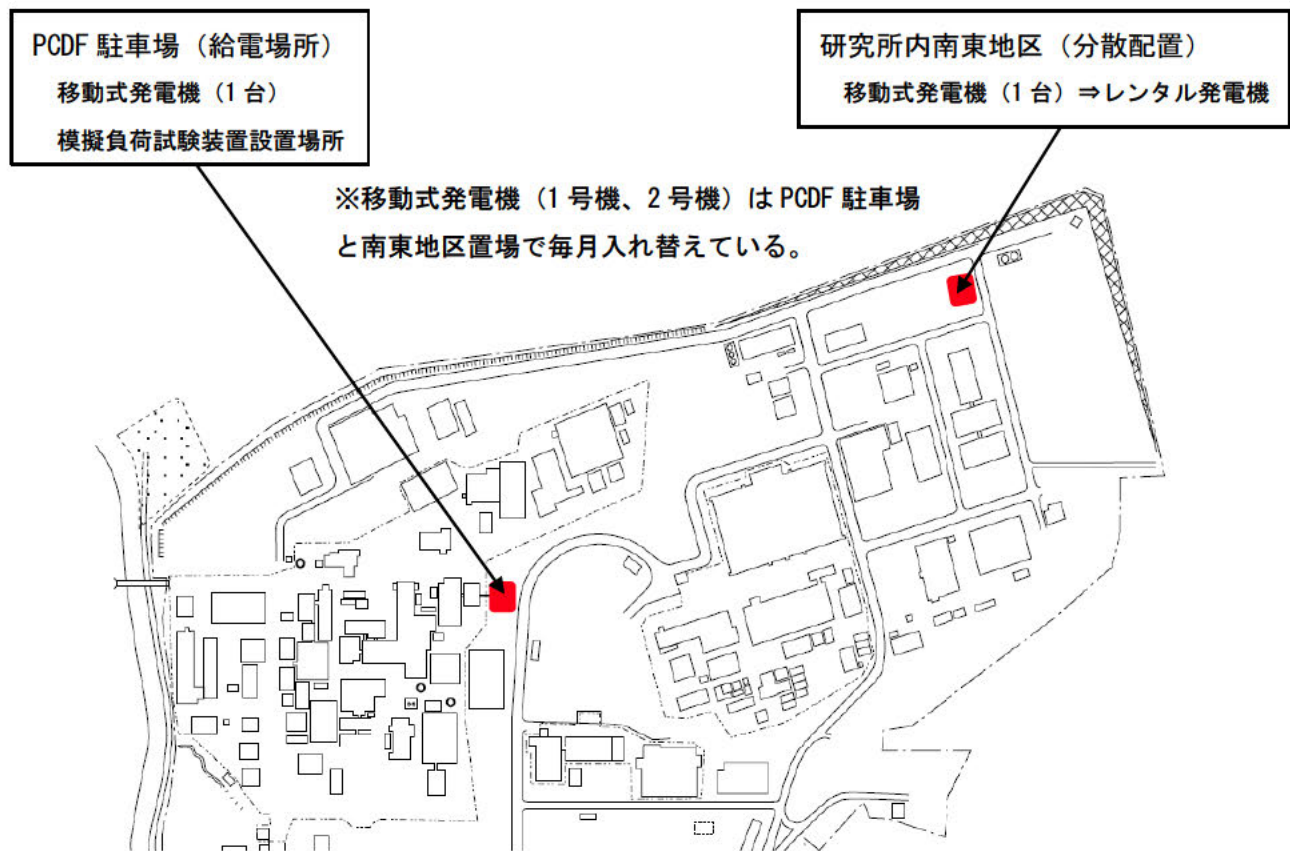 PCDF 駐車場（給電場所）
移動式発電機（1 台）
模擬負荷試験装置設置場所
研究所内南東地区（分散配置）
移動式発電機（1 台）⇒レンタル発電機
※移動式発電機（1 号機、2 号機）は PCDF 駐車場
と南東地区置場で毎月入れ替えている。